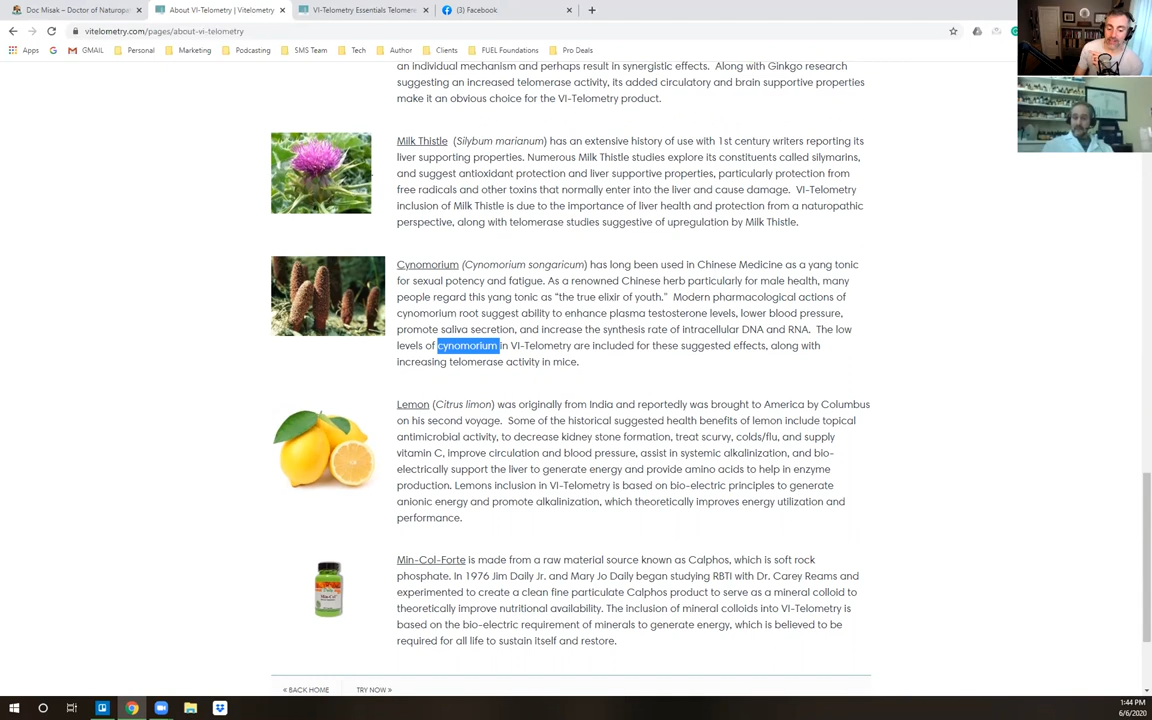 Doc Misak – Doctor of Naturopa
About VI-Telometry | Vitelometry
VI-Telometry Essentials Telomere
(3) Facebook
vitelometry.com/pages/about-vi-telometry
Apps
GMAIL
Personal
Marketing
Podcasting
SMS Team
Tech
Author
Clients
FUEL Foundations
Pro Deals
an individual mechanism and perhaps result in synergistic effects. Along with Ginkgo research
suggesting an increased telomerase activity, its added circulatory and brain supportive properties
make it an obvious choice for the VI-Telometry product.
Milk Thistle (Silybum marianum) has an extensive history of use with 1st century writers reporting its
liver supporting properties. Numerous Milk Thistle studies explore its constituents called silymarins,
and suggest antioxidant protection and liver supportive properties, particularly protection from
free radicals and other toxins that normally enter into the liver and cause damage. VI-Telometry
inclusion of Milk Thistle is due to the importance of liver health and protection from a naturopathic
perspective, along with telomerase studies suggestive of upregulation by Milk Thistle.
Cynomorium (Cynomorium songaricum) has long been used in Chinese Medicine as a yang tonic
for sexual potency and fatigue. As a renowned Chinese herb particularly for male health, many
people regard this yang tonic as “the true elixir of youth.” Modern pharmacological actions of
cynomorium root suggest ability to enhance plasma testosterone levels, lower blood pressure,
promote saliva secretion, and increase the synthesis rate of intracellular DNA and RNA. The low
levels of cynomorium in VI-Telometry are included for these suggested effects, along with
increasing telomerase activity in mice.
Lemon (Citrus limon) was originally from India and reportedly was brought to America by Columbus
on his second voyage. Some of the historical suggested health benefits of lemon include topical
antimicrobial activity, to decrease kidney stone formation, treat scurvy, colds/flu, and supply
vitamin C, improve circulation and blood pressure, assist in systemic alkalinization, and bio-
electrically support the liver to generate energy and provide amino acids to help in enzyme
production. Lemons inclusion in VI-Telometry is based on bio-electric principles to generate
anionic energy and promote alkalinization, which theoretically improves energy utilization and
performance.
Min-Col-Forte is made from a raw material source known as Calphos, which is soft rock
phosphate. In 1976 Jim Daily Jr. and Mary Jo Daily began studying RBTI with Dr. Carey Reams and
experimented to create a clean fine particulate Calphos product to serve as a mineral colloid to
theoretically improve nutritional availability. The inclusion of mineral colloids into VI-Telometry is
based on the bio-electric requirement of minerals to generate energy, which is believed to be
required for all life to sustain itself and restore.
« BACK HOME
TRY NOW »
1:44 PM
6/6/2020